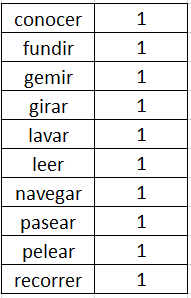 conocer 1
fundir 1
gemir 1
girar 1
lavar 1
leer 1
navegar 1
pasear 1
pelear 1
recorrer 1